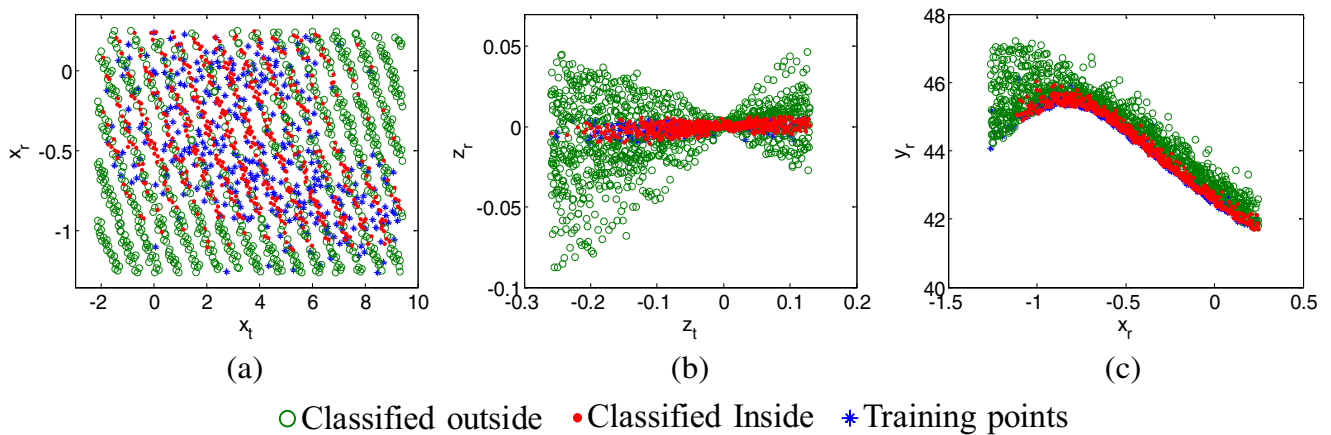 0
-0.5
-1
x_r
-2 0 2 4 6 8 10
x_t
(a)
0.05
0
-0.05
-0.1
z_r
-0.3 -0.2 -0.1 0 0.1 0.2
z_t
(b)
48
46
44
42
40
y_r
-1.5 -1 -0.5 0 0.5
x_r
(c)
Classified outside Classified Inside Training points